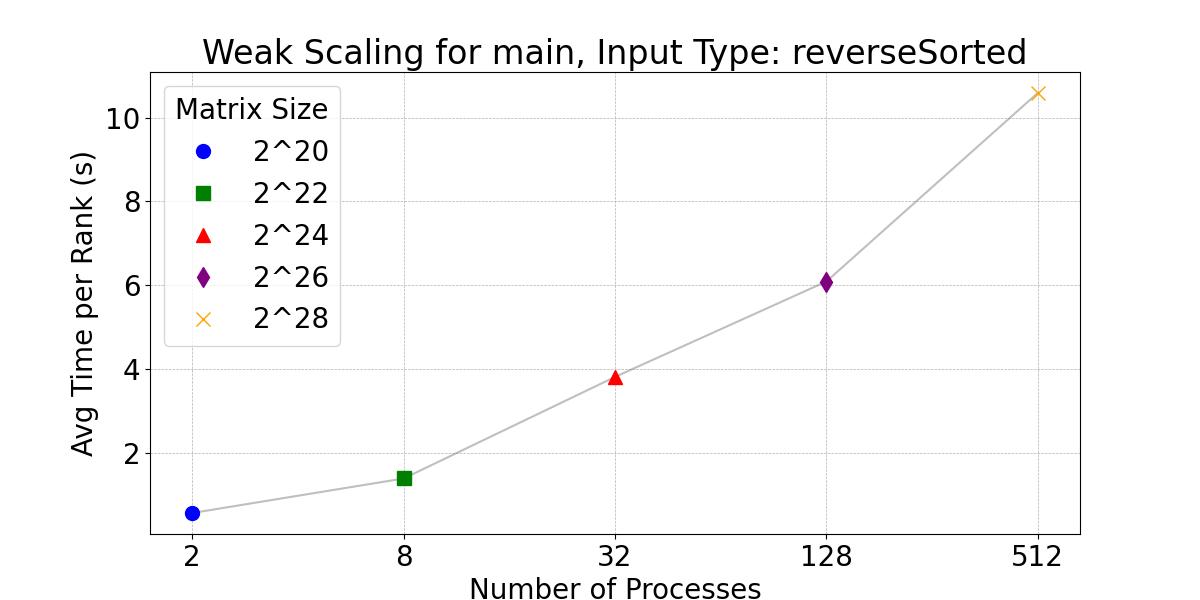 Weak Scaling for main, Input Type: reverseSorted
Matrix Size
2^20
2^22
2^24
2^26
2^28
Avg Time per Rank (s)
10
8
6
4
2
2 8 32 128 512
Number of Processes